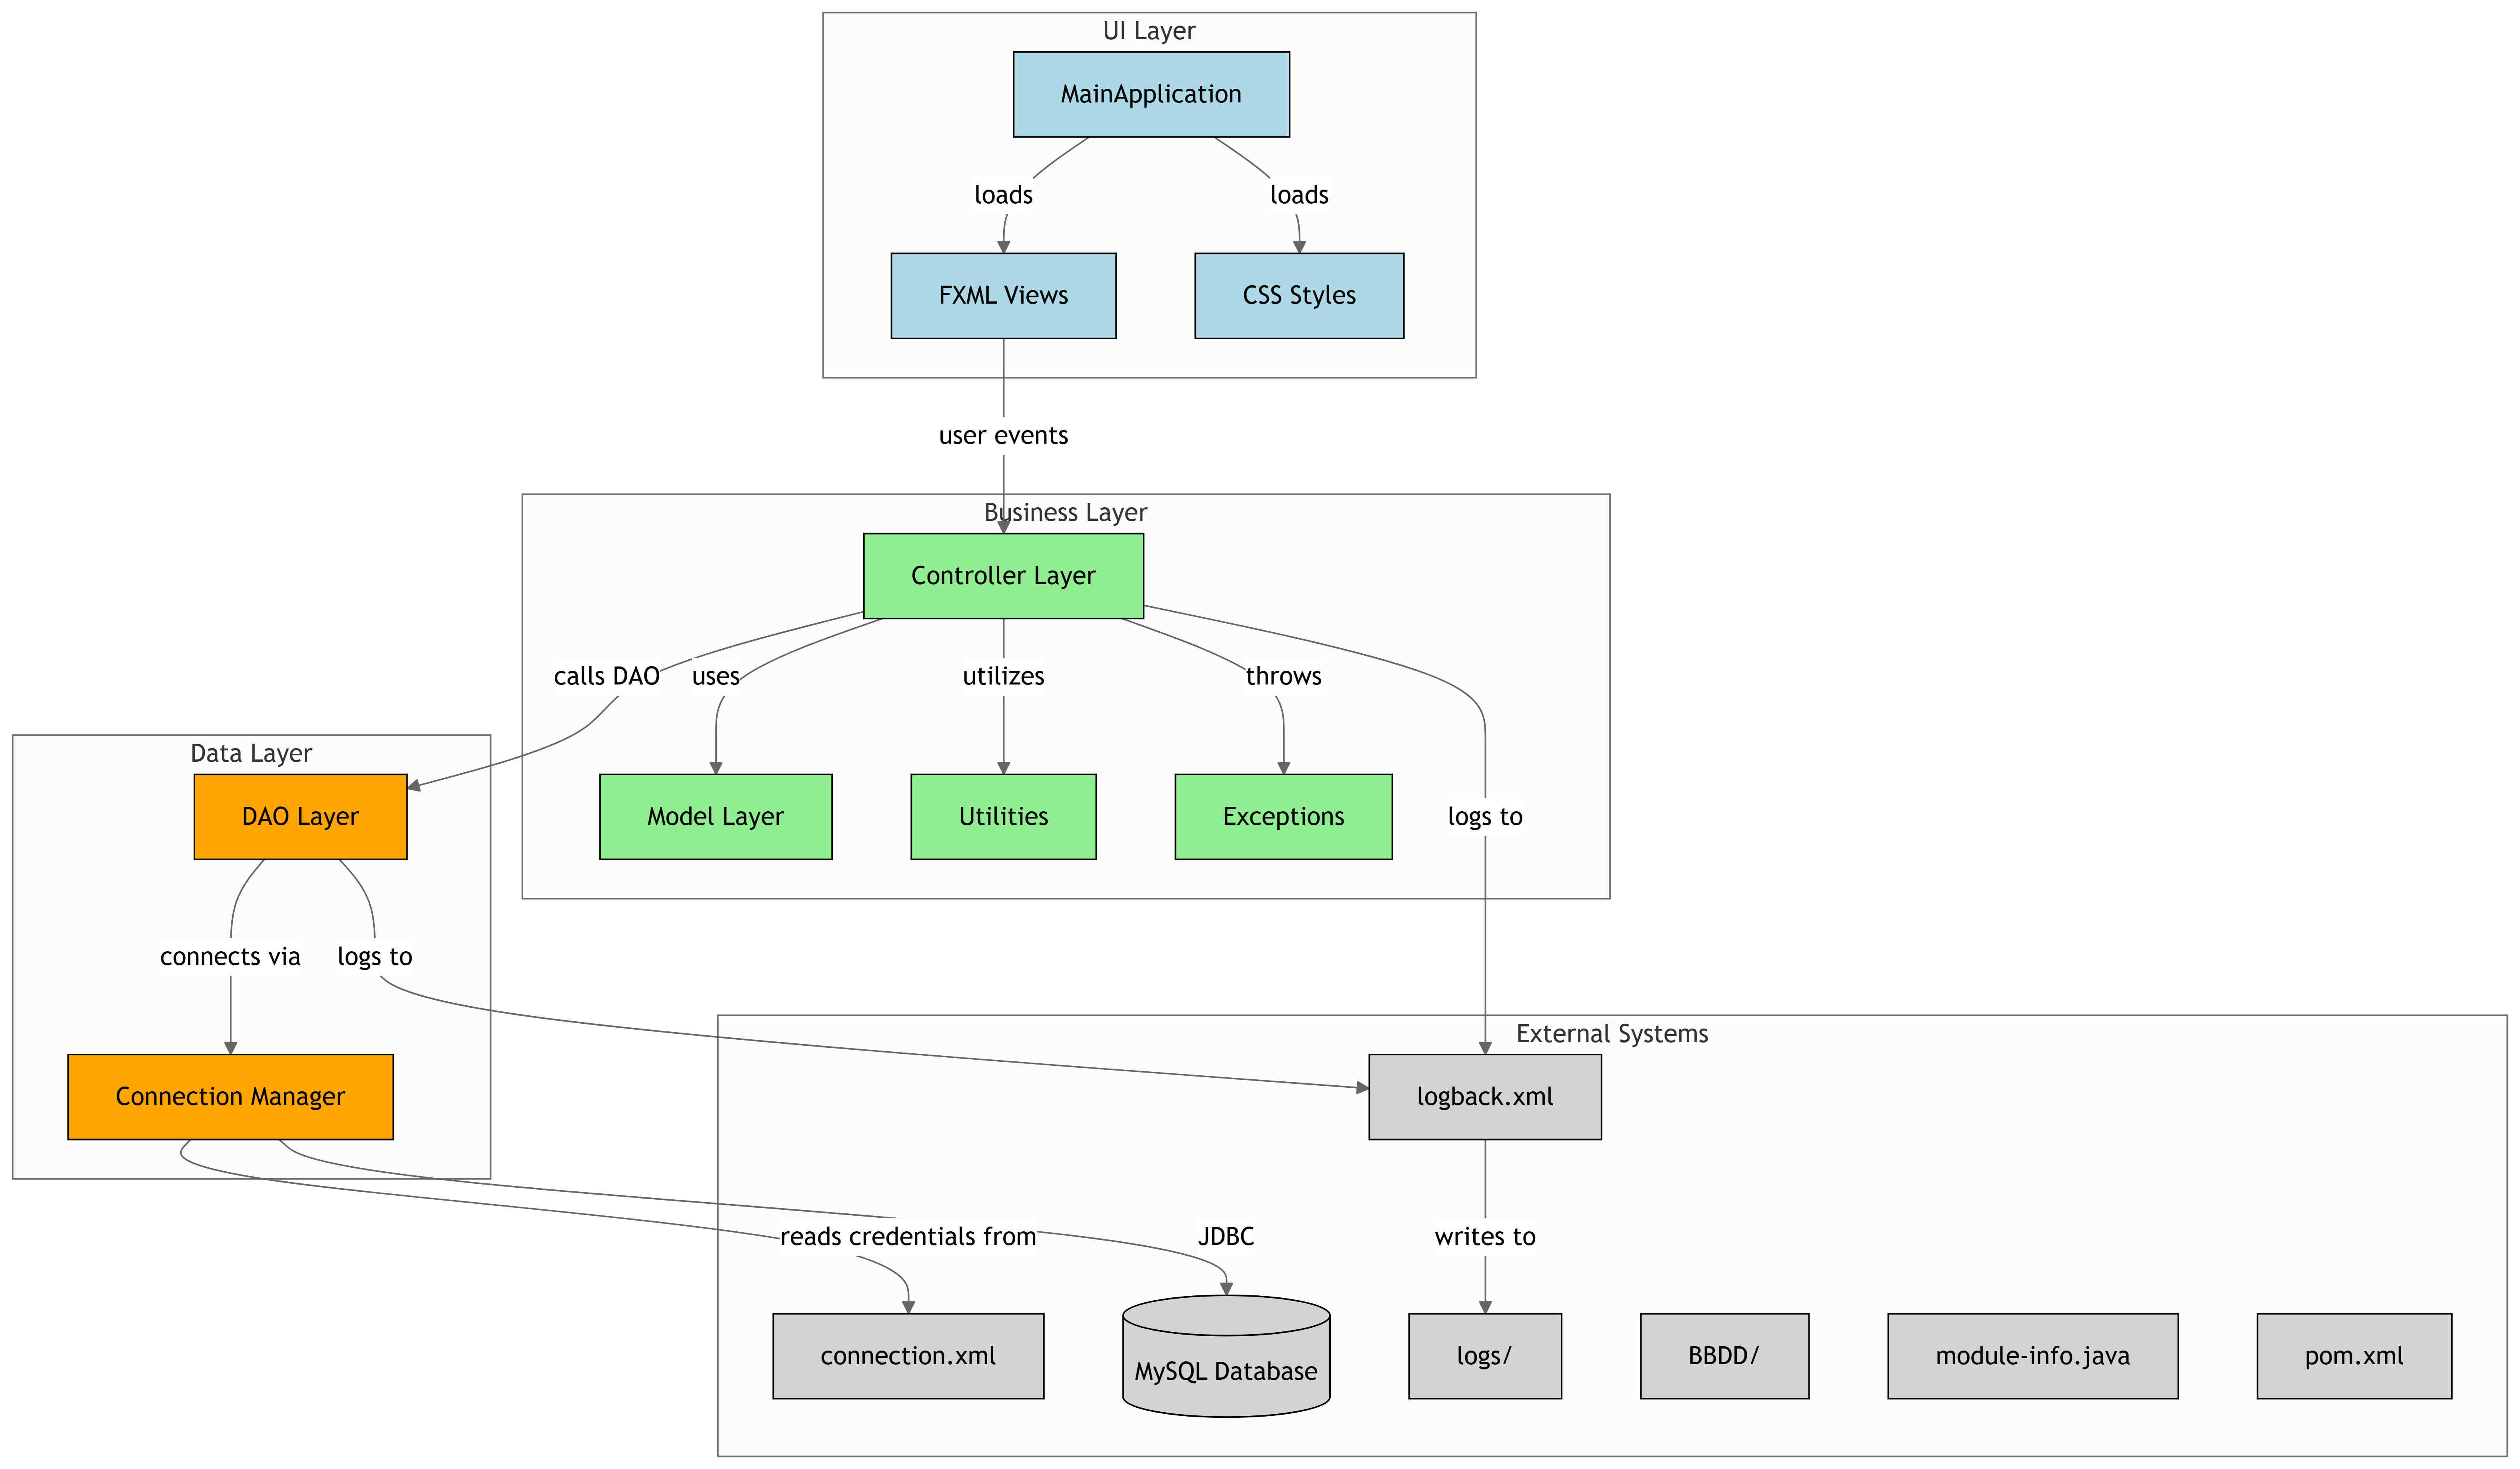 UI Layer
MainApplication
loads
loads
FXML Views
CSS Styles
user events
Business Layer
Controller Layer
calls DAO
uses
utilizes
throws
Data Layer
DAO Layer
Model Layer
Utilities
Exceptions
logs to
connects via
logs to
External Systems
Connection Manager
logback.xml
reads credentials from
JDBC
writes to
connection.xml
MySQL Database
logs/
BBDD/
module-info.java
pom.xml